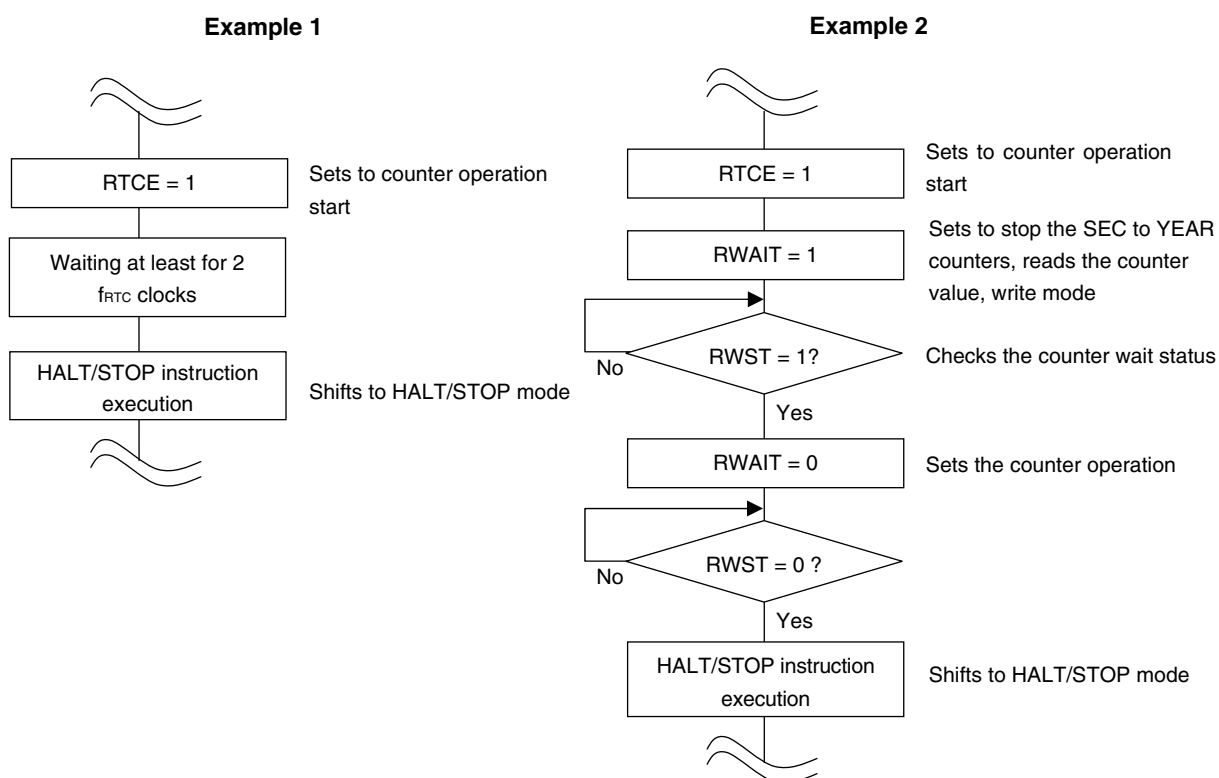 Example 1
RTCE = 1
Sets to counter operation
start
Waiting at least for 2
fRTC clocks
HALT/STOP instruction
execution
Shifts to HALT/STOP mode
Example 2
RTCE = 1
Sets to counter operation
start
RWAIT = 1
Sets to stop the SEC to YEAR
counters, reads the counter
value, write mode
RWST = 1?
No
Checks the counter wait status
Yes
RWAIT = 0
Sets the counter operation
RWST = 0 ?
No
Yes
HALT/STOP instruction
execution
Shifts to HALT/STOP mode